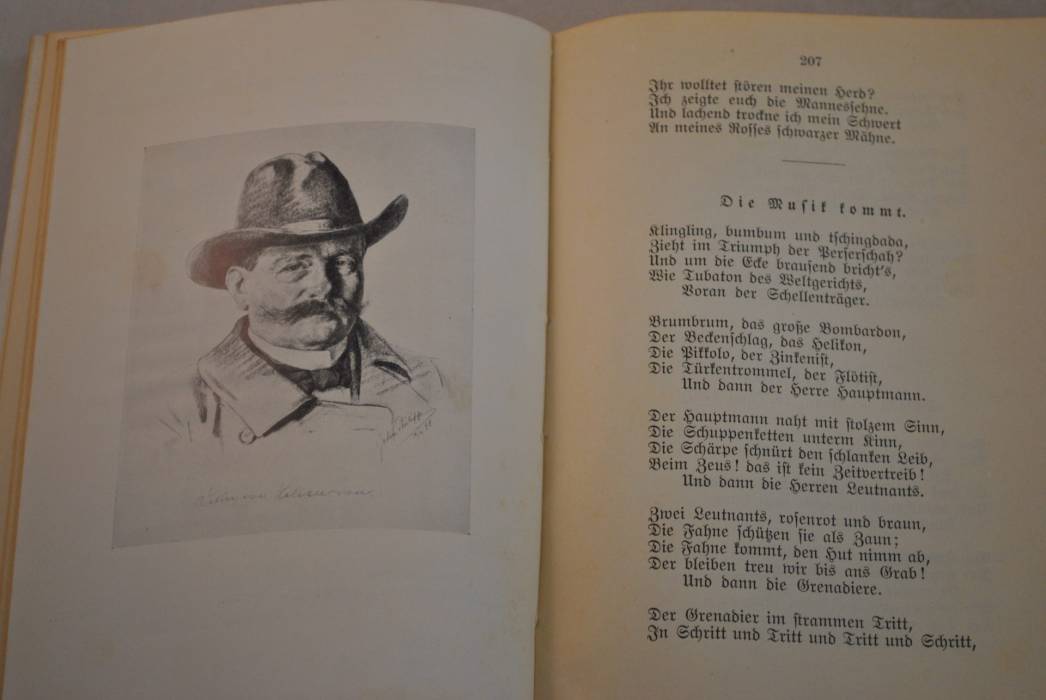 207
Ihr wolltet stören meinen Herd?
Ich zeigte euch die Mannessehne.
Und lachend trockne ich mein Schwert
An meines Rosses schwarzer Mähne.
Die Musik kommt.
Klingling, bumbum und tschingdada,
Zieht im Triumph der Perserschah?
Und um die Ecke brausend bricht's,
Wie Tubaton des Weltgerichts,
Voran der Schellenträger.
Brumbrum, das große Bombardon,
Der Beckenschlag, das Helikon,
Die Pikkolo, der Zinkenist,
Die Türkentrommel, der Flötist,
Und dann der Herre Hauptmann.
Der Hauptmann naht mit stolzem Sinn,
Die Schuppenketten unterm Kinn,
Die Schärpe schnürt den schlanken Leib,
Beim Zeus! das ist kein Zeitvertreib!
Und dann die Herren Leutnants.
Zwei Leutnants, rosenrot und braun,
Die Fahne schützen sie als Zaun;
Die Fahne kommt, den Hut nimm ab,
Der bleiben treu wir bis ans Grab!
Und dann die Grenadiere.
Der Grenadier im strammen Tritt,
In Schritt und Tritt und Tritt und Schritt,